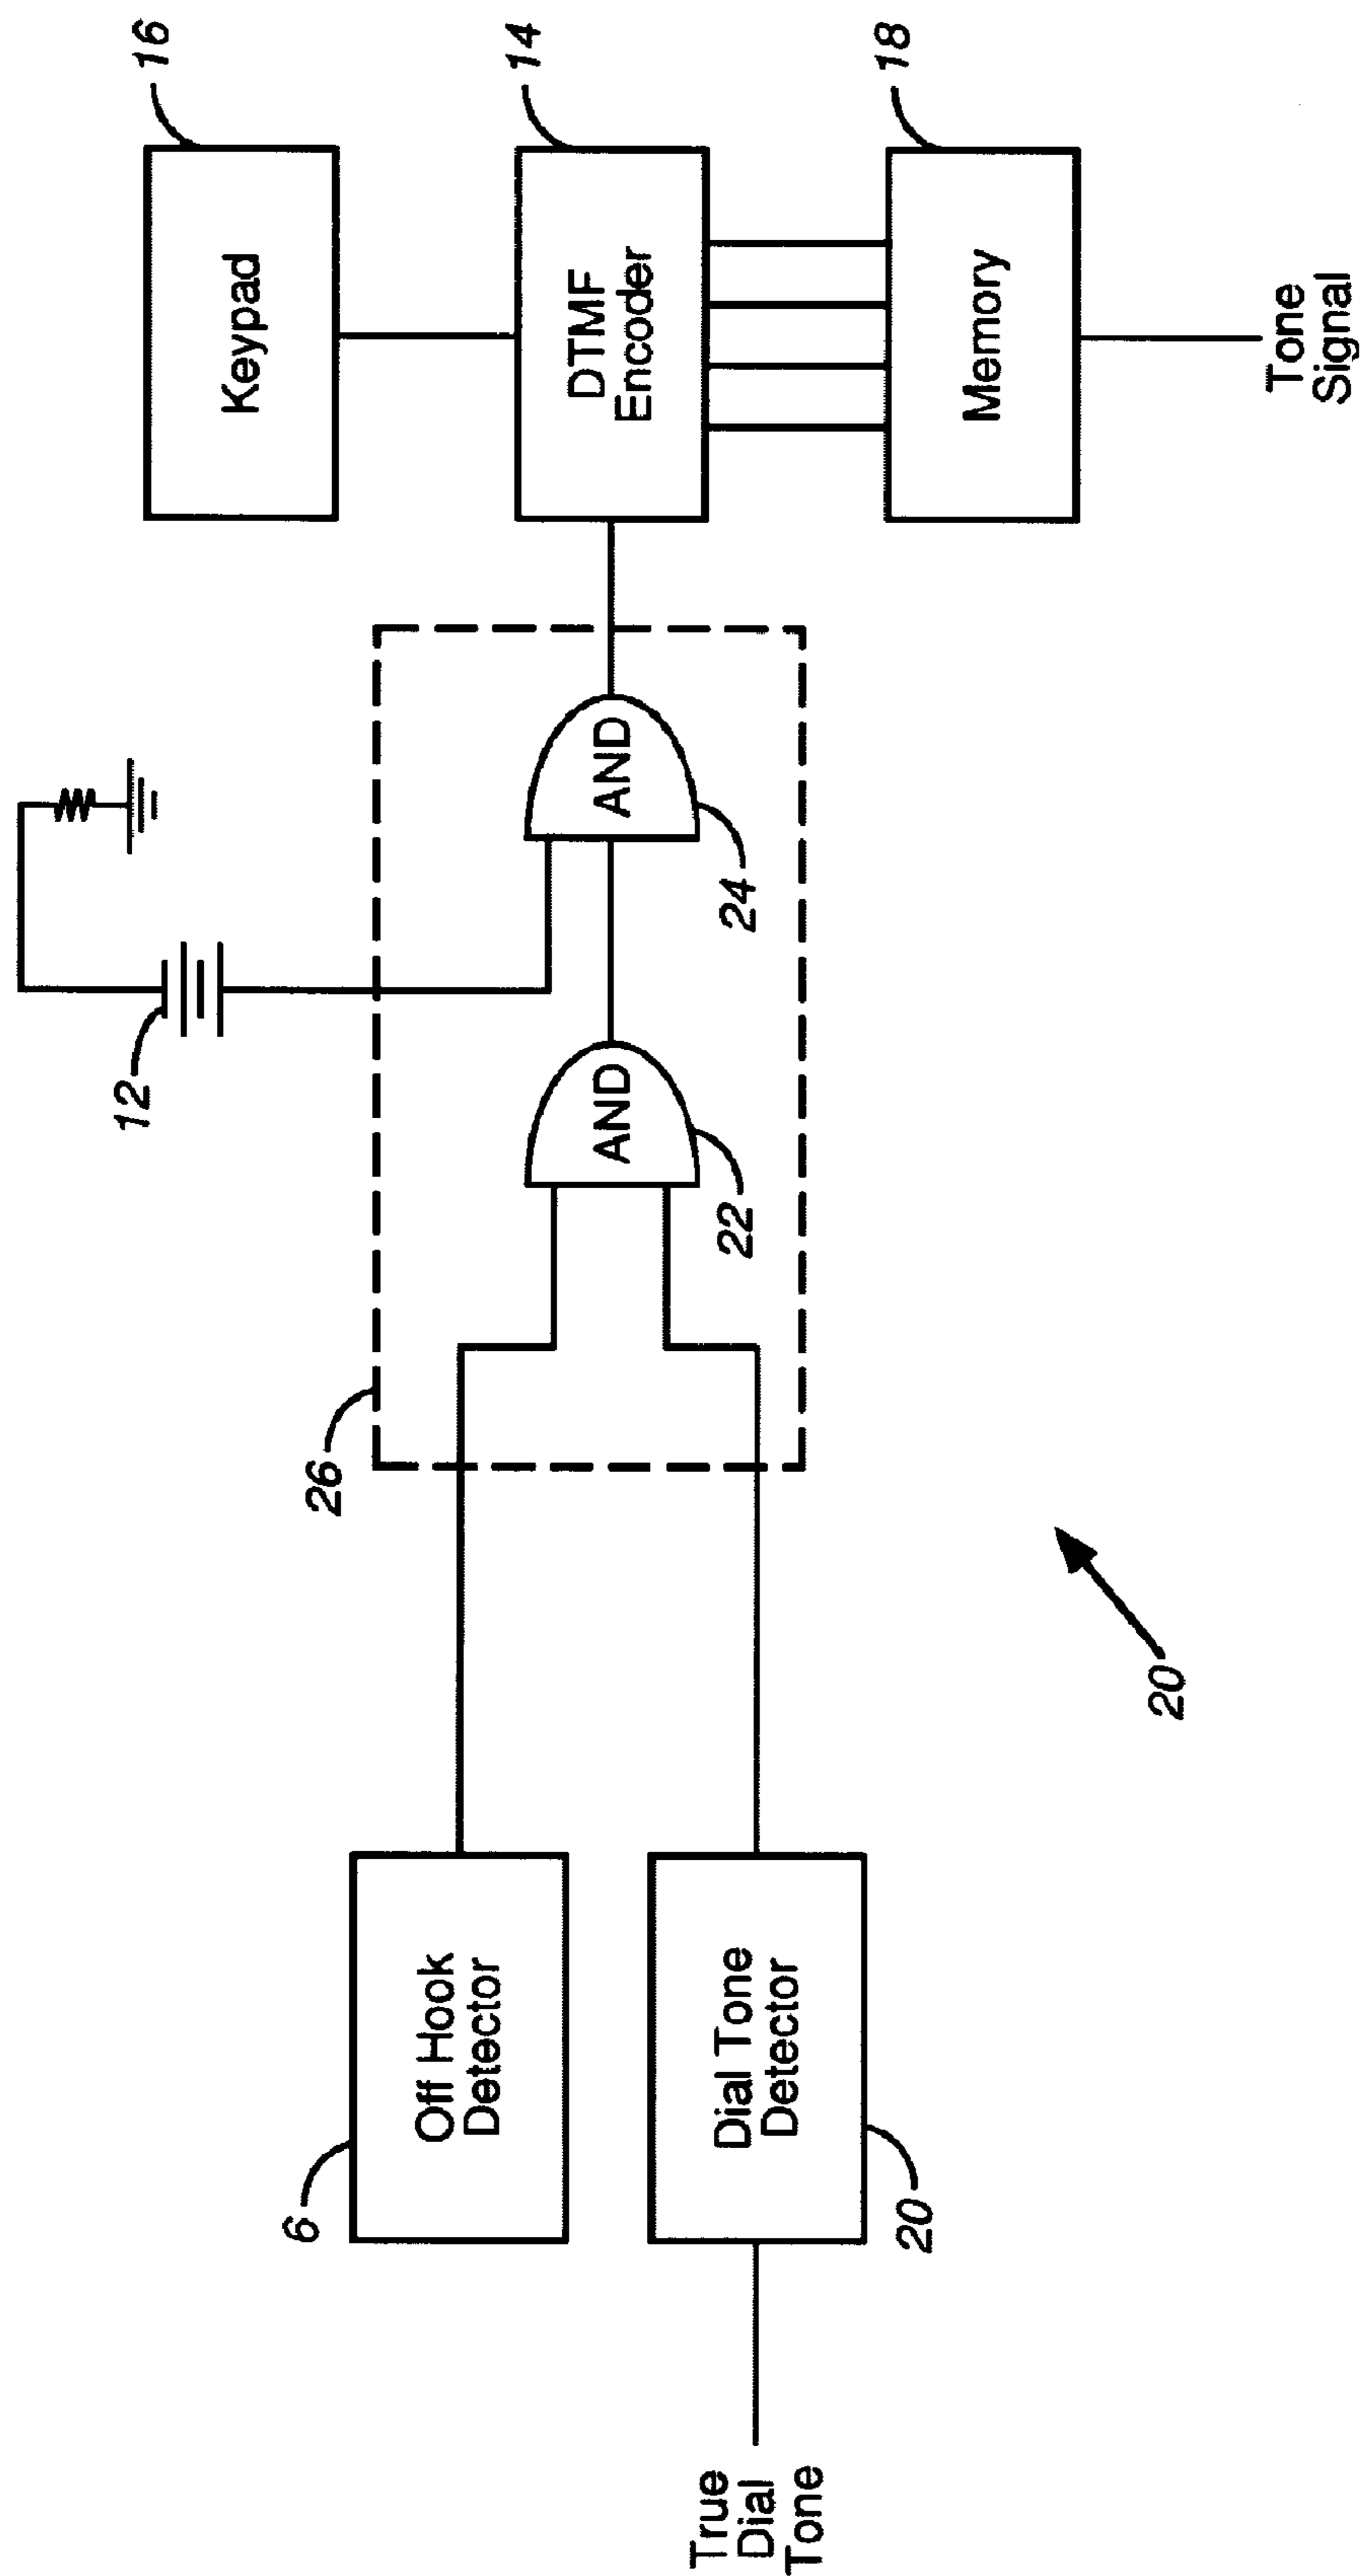 16
Keypad
14
DTMF
Encoder
18
Memory
Tone
Signal
12
AND
24
AND
22
26
20
6
Off Hook
Detector
Dial Tone
Detector
20
True
Dial
Tone